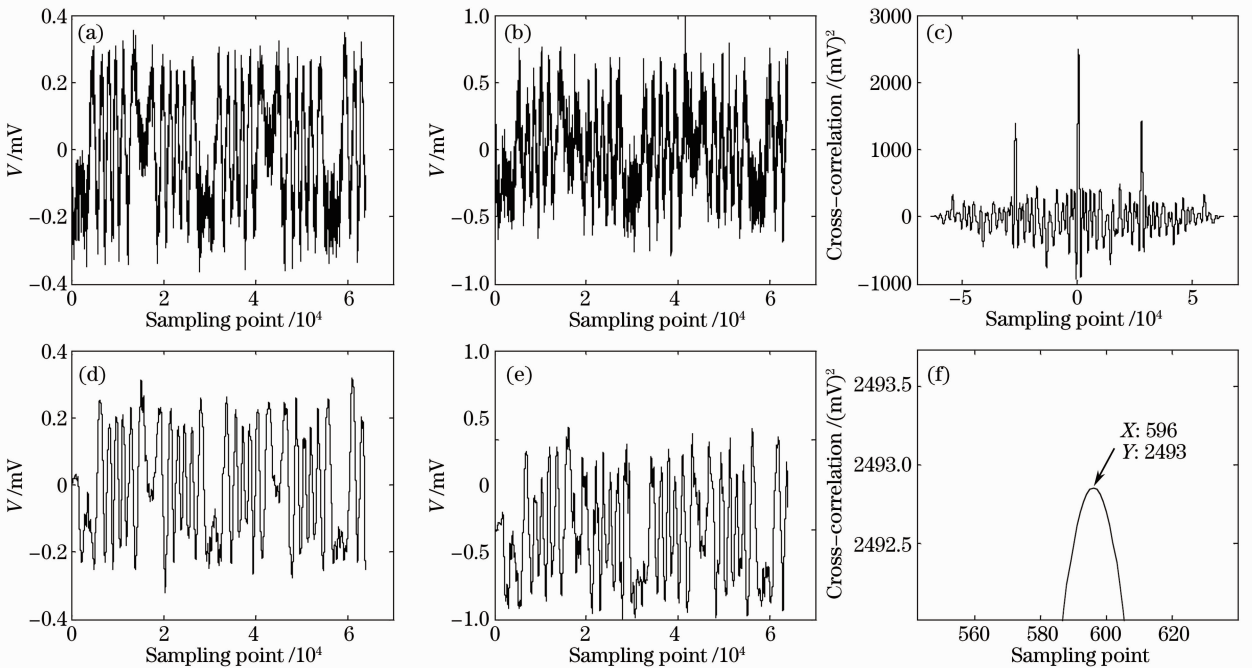 (a)
0.4
0.2
0
−0.2
−0.4
V/mV
0 2 4 6
Sampling point /10⁴
(b)
1.0
0.5
0
−0.5
−1.0
V/mV
0 2 4 6
Sampling point /10⁴
(c)
3000
2000
1000
0
−1000
Cross−correlation /(mV)²
−5 0 5
Sampling point /10⁴
(d)
0.4
0.2
0
−0.2
−0.4
V/mV
0 2 4 6
Sampling point /10⁴
(e)
1.0
0.5
0
−0.5
−1.0
V/mV
0 2 4 6
Sampling point /10⁴
(f)
2493.5
2493.0
2492.5
Cross−correlation /(mV)²
X: 596
Y: 2493
560 580 600 620
Sampling point